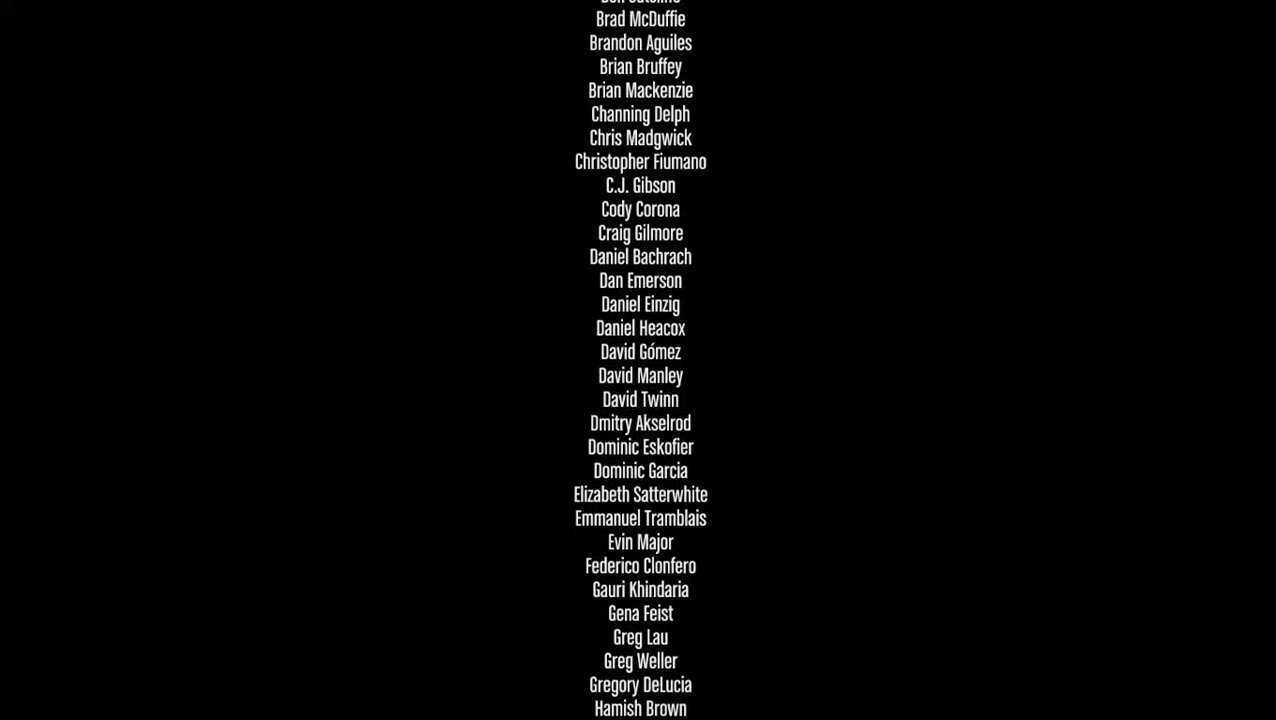 Brad McDuffie
Brandon Aguiles
Brian Bruffey
Brian Mackenzie
Channing Delph
Chris Madgwick
Christopher Fiumano
C.J. Gibson
Cody Corona
Craig Gilmore
Daniel Bachrach
Dan Emerson
Daniel Einzig
Daniel Heacox
David Gómez
David Manley
David Twinn
Dmitry Akselrod
Dominic Eskofier
Dominic Garcia
Elizabeth Satterwhite
Emmanuel Tramblais
Evin Major
Federico Clonfero
Gauri Khindaria
Gena Feist
Greg Lau
Greg Weller
Gregory DeLucia
Hamish Brown